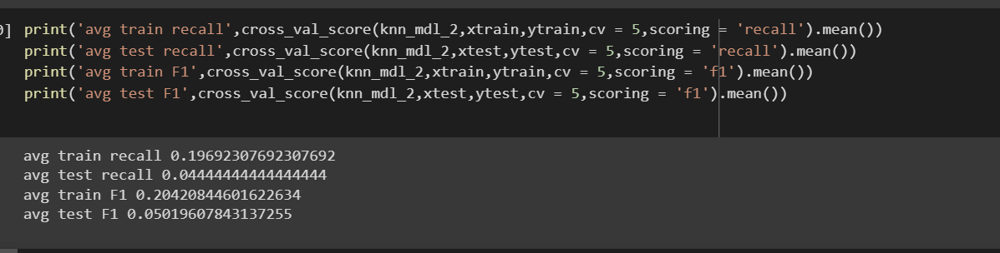 ] print('avg train recall',cross_val_score(knn_mdl_2,xtrain,ytrain,cv = 5,scoring = 'recall').mean())
print('avg test recall',cross_val_score(knn_mdl_2,xtest,ytest,cv = 5,scoring = 'recall').mean())
print('avg train F1',cross_val_score(knn_mdl_2,xtrain,ytrain,cv = 5,scoring = 'f1').mean())
print('avg test F1',cross_val_score(knn_mdl_2,xtest,ytest,cv = 5,scoring = 'f1').mean())
avg train recall 0.19692307692307692
avg test recall 0.04444444444444444
avg train F1 0.20420844601622634
avg test F1 0.05019607843137255